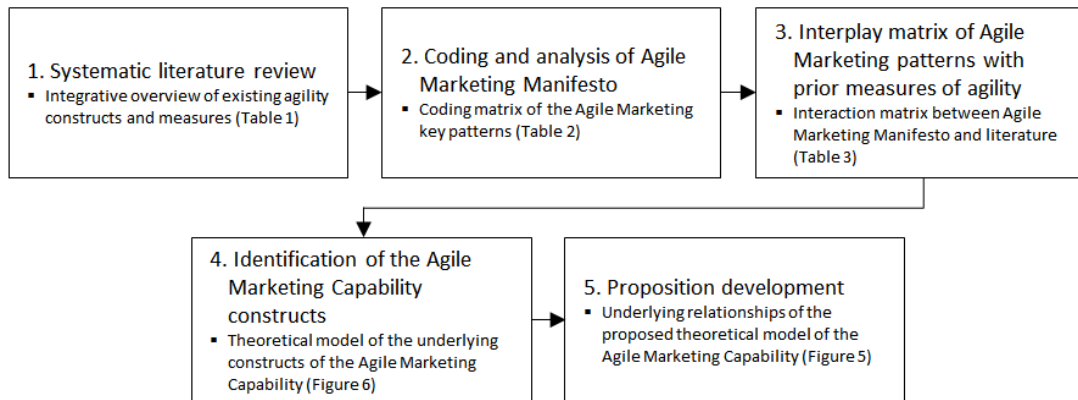 1. Systematic literature review
▪ Integrative overview of existing agility
constructs and measures (Table 1)
2. Coding and analysis of Agile
Marketing Manifesto
▪ Coding matrix of the Agile Marketing
key patterns (Table 2)
3. Interplay matrix of Agile
Marketing patterns with
prior measures of agility
▪ Interaction matrix between Agile
Marketing Manifesto and literature
(Table 3)
4. Identification of the Agile
Marketing Capability
constructs
▪ Theoretical model of the underlying
constructs of the Agile Marketing
Capability (Figure 6)
5. Proposition development
▪ Underlying relationships of the
proposed theoretical model of the
Agile Marketing Capability (Figure 5)